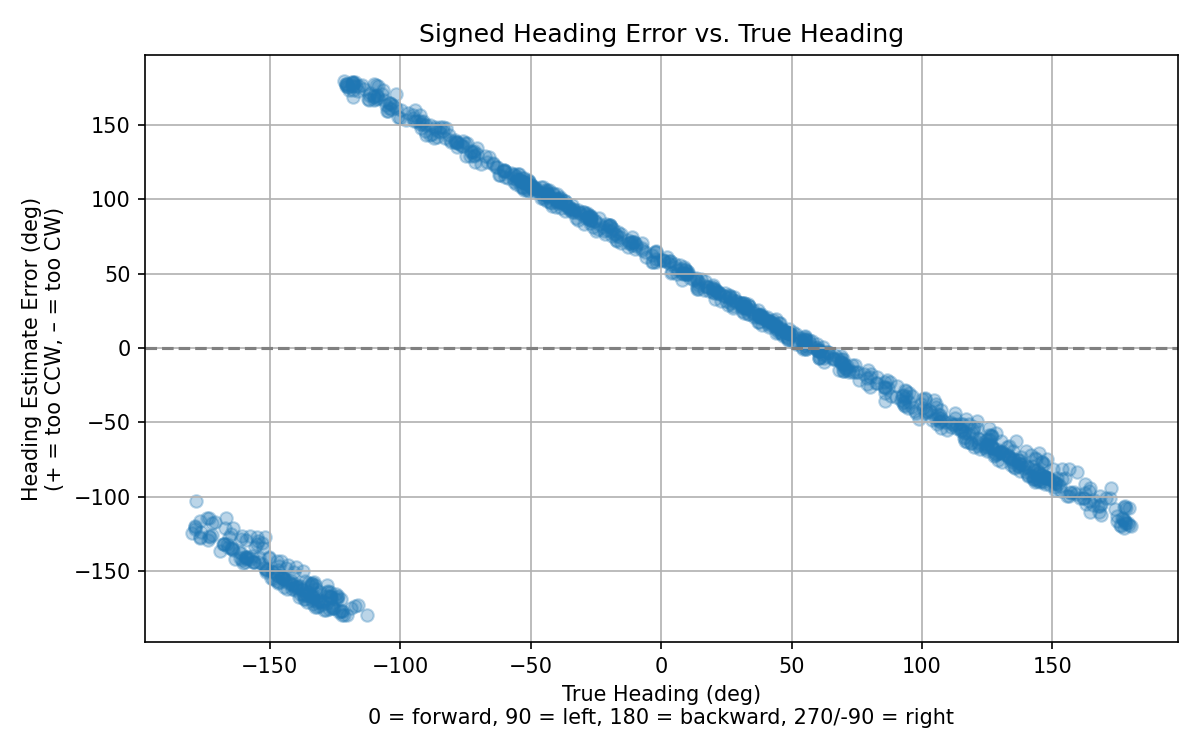 Signed Heading Error vs. True Heading
Heading Estimate Error (deg)
(+ = too CCW, – = too CW)
150
100
50
0
−50
−100
−150
−150 −100 −50 0 50 100 150
True Heading (deg)
0 = forward, 90 = left, 180 = backward, 270/-90 = right